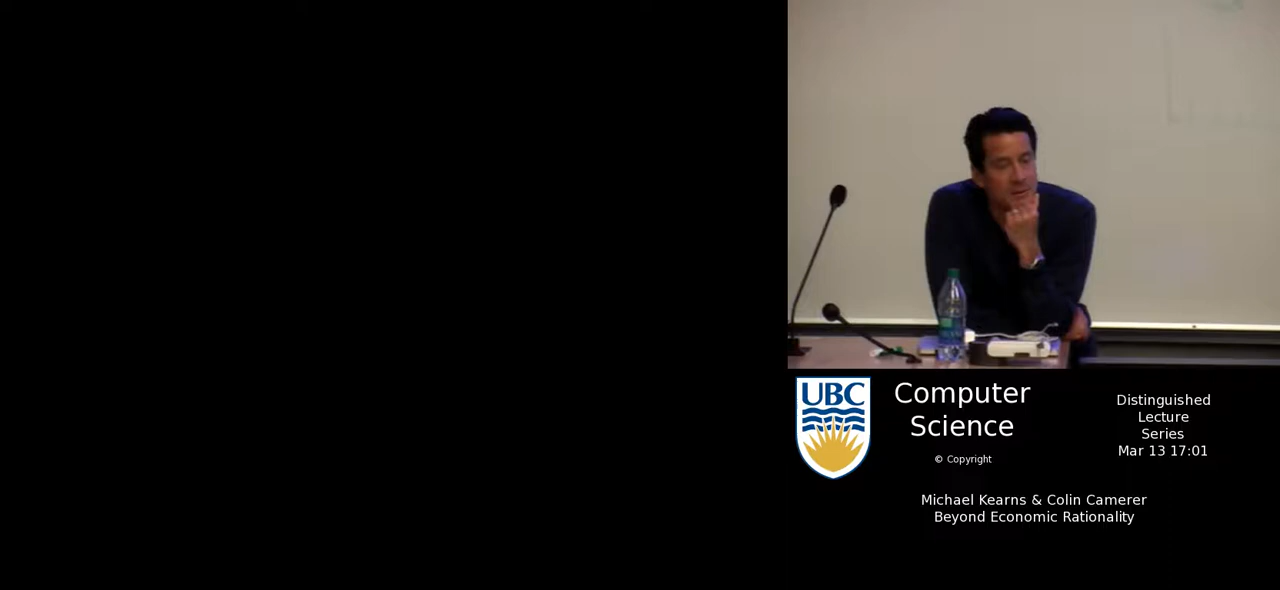 UBC
Computer
Science
© Copyright
Distinguished
Lecture
Series
Mar 13 17:01
Michael Kearns & Colin Camerer
Beyond Economic Rationality